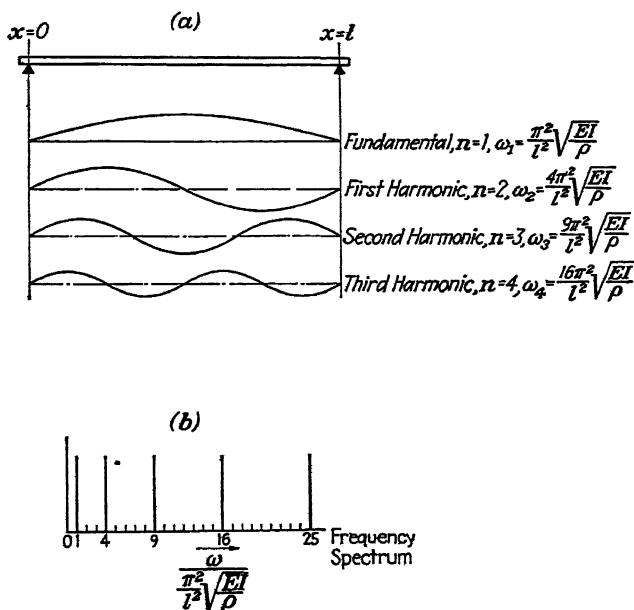 (a)
x=0 x=l
Fundamental, n=1, ω₁= π²/l² √(EI/ρ)
First Harmonic, n=2, ω₂= 4π²/l² √(EI/ρ)
Second Harmonic, n=3, ω₃= 9π²/l² √(EI/ρ)
Third Harmonic, n=4, ω₄= 16π²/l² √(EI/ρ)
(b)
0 1 4 9 16 25 Frequency
Spectrum
ω / (π²/l² √(EI/ρ))